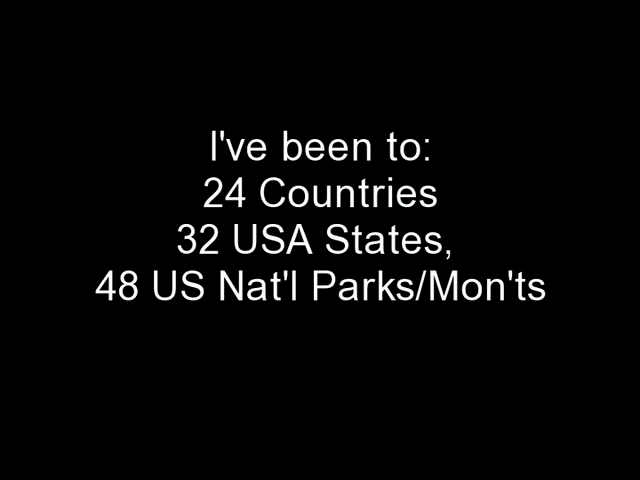 I've been to:
24 Countries
32 USA States,
48 US Nat'l Parks/Mon'ts